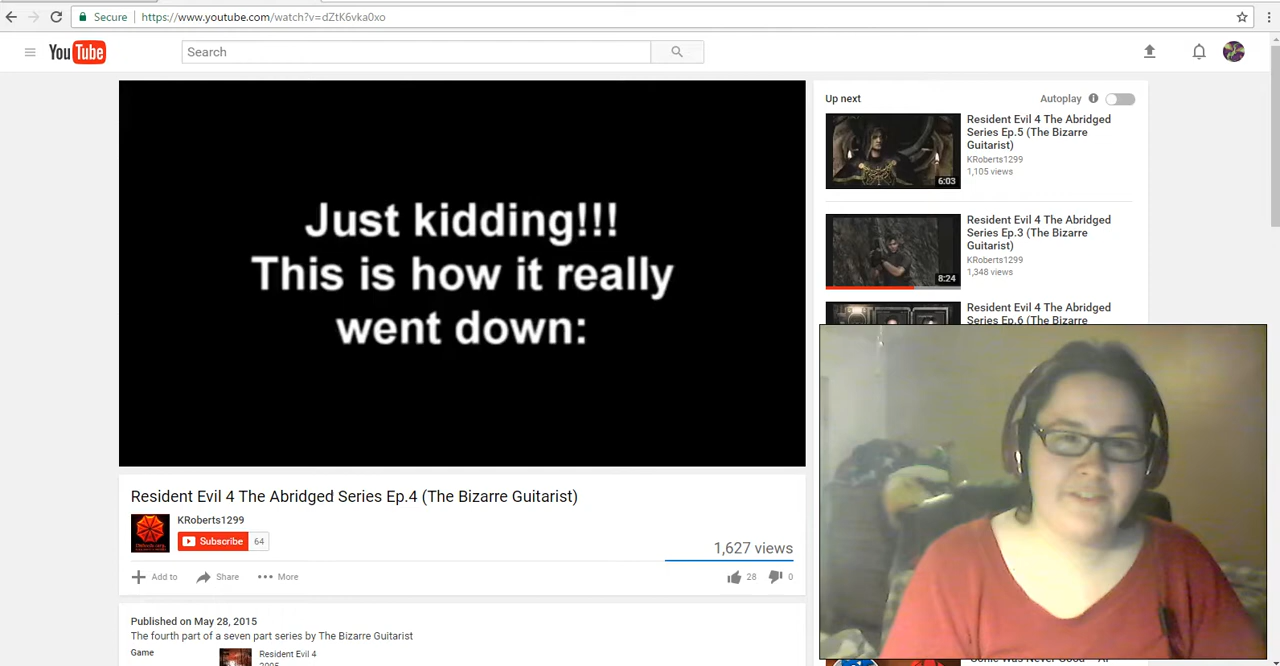 Secure
https://www.youtube.com/watch?v=dZtK6vka0xo
YouTube
Search
Just kidding!!!
This is how it really
went down:
Resident Evil 4 The Abridged Series Ep.4 (The Bizarre Guitarist)
KRoberts1299
Subscribe 64
1,627 views
Add to Share More
28 0
Published on May 28, 2015
The fourth part of a seven part series by The Bizarre Guitarist
Game
Resident Evil 4
Up next
Autoplay
Resident Evil 4 The Abridged
Series Ep.5 (The Bizarre
Guitarist)
KRoberts1299
1,105 views
6:03
Resident Evil 4 The Abridged
Series Ep.3 (The Bizarre
Guitarist)
KRoberts1299
1,348 views
8:24
Resident Evil 4 The Abridged
Series Ep.6 (The Bizarre